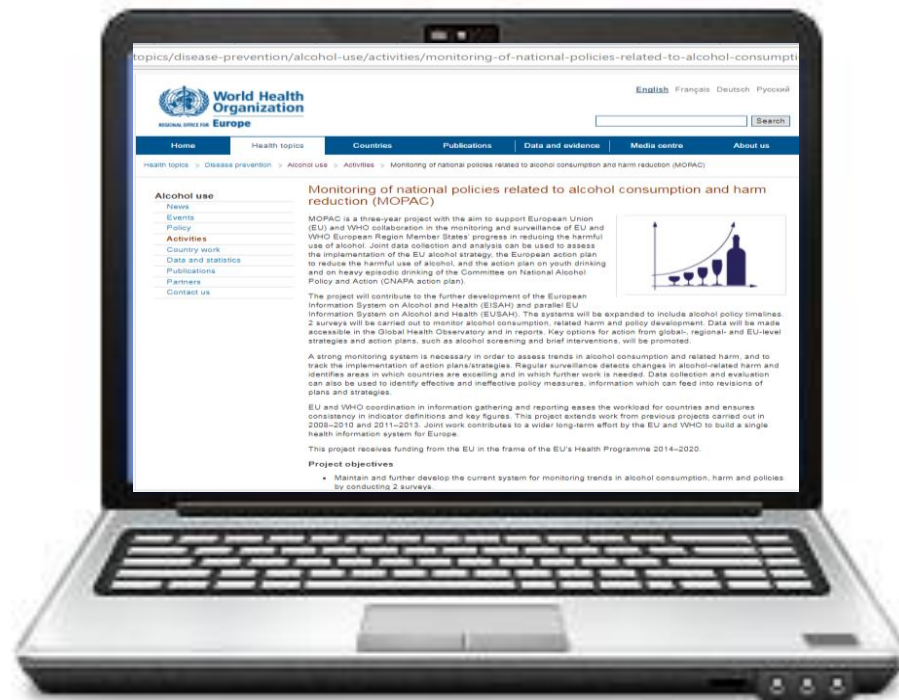 topics/disease-prevention/alcohol-use/activities/monitoring-of-national-policies-related-to-alcohol-consumpti
World Health
Organization
REGIONAL OFFICE FOR Europe
English Français Deutsch Русский
Search
Home Health topics Countries Publications Data and evidence Media centre About us
Health topics > Disease prevention > Alcohol use > Activities > Monitoring of national policies related to alcohol consumption and harm reduction (MOPAC)
Alcohol use
News
Events
Policy
Activities
Country work
Data and statistics
Publications
Partners
Contact us
Monitoring of national policies related to alcohol consumption and harm
reduction (MOPAC)
MOPAC is a three-year project with the aim to support European Union
(EU) and WHO collaboration in the monitoring and surveillance of EU and
WHO European Region Member States' progress in reducing the harmful
use of alcohol. Joint data collection and analysis can be used to assess
the implementation of the EU alcohol strategy, the European action plan
to reduce the harmful use of alcohol, and the action plan on youth drinking
and on heavy episodic drinking of the Committee on National Alcohol
Policy and Action (CNAPA action plan).
The project will contribute to the further development of the European
Information System on Alcohol and Health (EISAH) and parallel EU
Information System on Alcohol and Health (EUSAH). The systems will be expanded to include alcohol policy timelines.
2 surveys will be carried out to monitor alcohol consumption, related harm and policy development. Data will be made
accessible in the Global Health Observatory and in reports. Key options for action from global-, regional- and EU-level
strategies and action plans, such as alcohol screening and brief interventions, will be promoted.
A strong monitoring system is necessary in order to assess trends in alcohol consumption and related harm, and to
track the implementation of action plans/strategies. Regular surveillance detects changes in alcohol-related harm and
identifies areas in which countries are excelling and in which further work is needed. Data collection and evaluation
can also be used to identify effective and ineffective policy measures, information which can feed into revisions of
plans and strategies.
EU and WHO coordination in information gathering and reporting eases the workload for countries and ensures
consistency in indicator definitions and key figures. This project extends work from previous projects carried out in
2008–2010 and 2011–2013. Joint work contributes to a wider long-term effort by the EU and WHO to build a single
health information system for Europe.
This project receives funding from the EU in the frame of the EU's Health Programme 2014–2020.
Project objectives
• Maintain and further develop the current system for monitoring trends in alcohol consumption, harm and policies
by conducting 2 surveys.